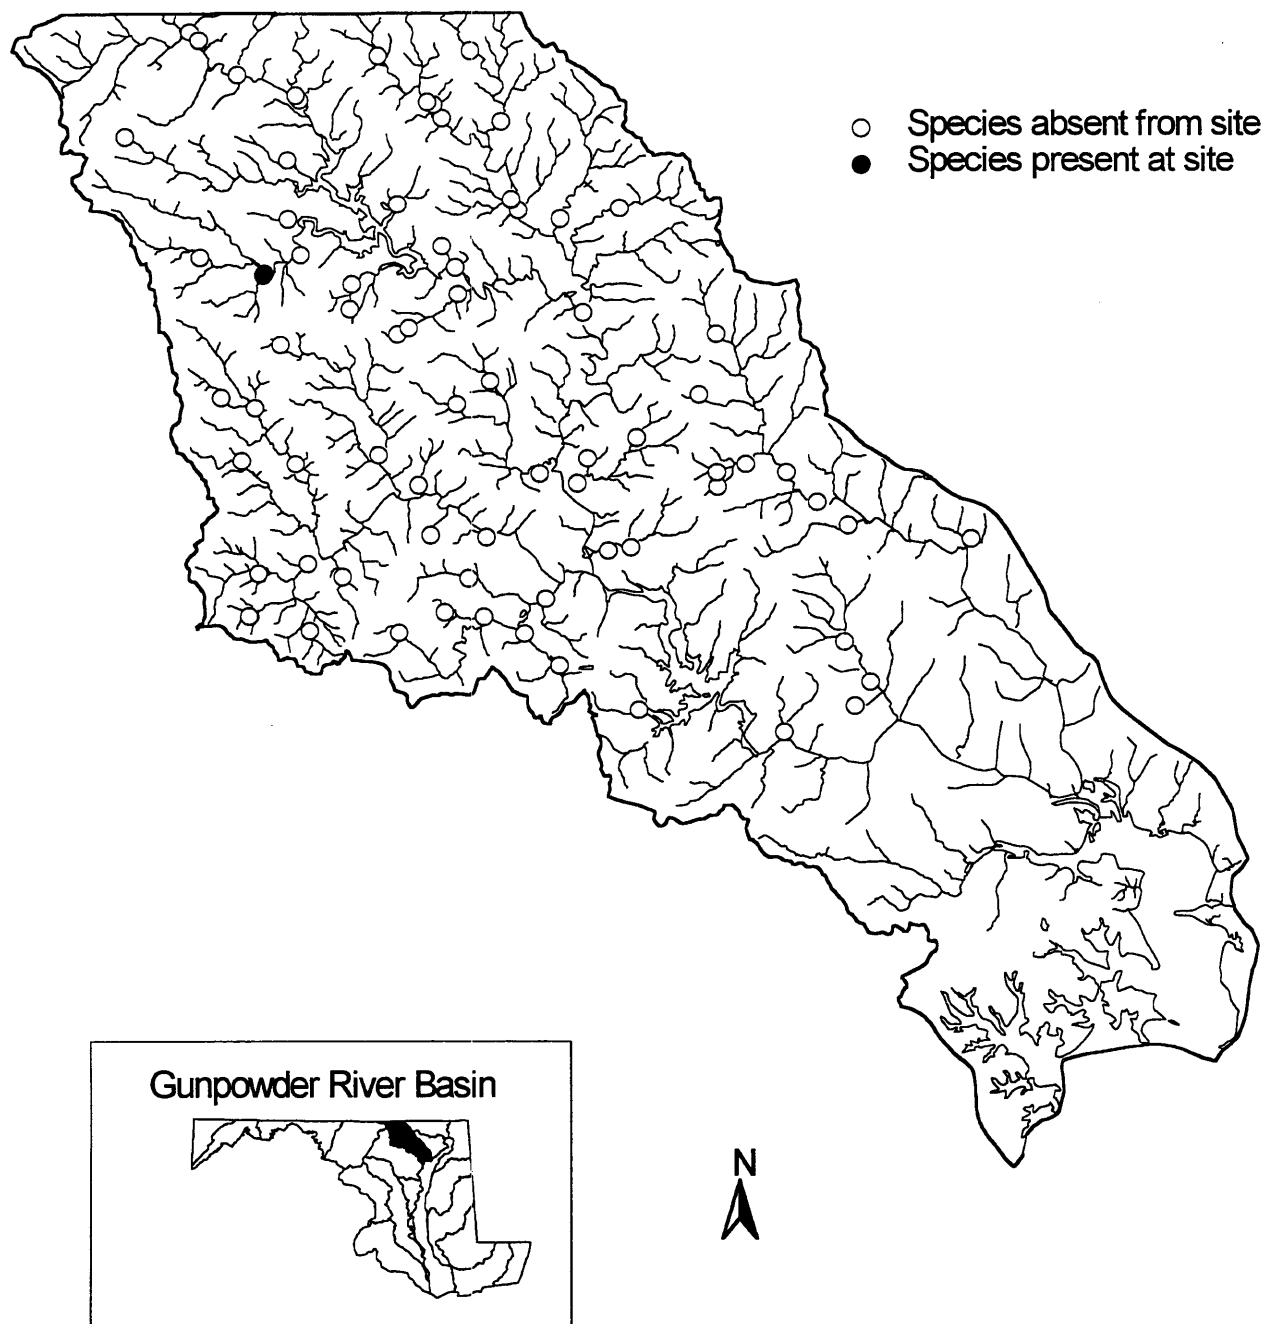 Species absent from site
Species present at site
Gunpowder River Basin
N